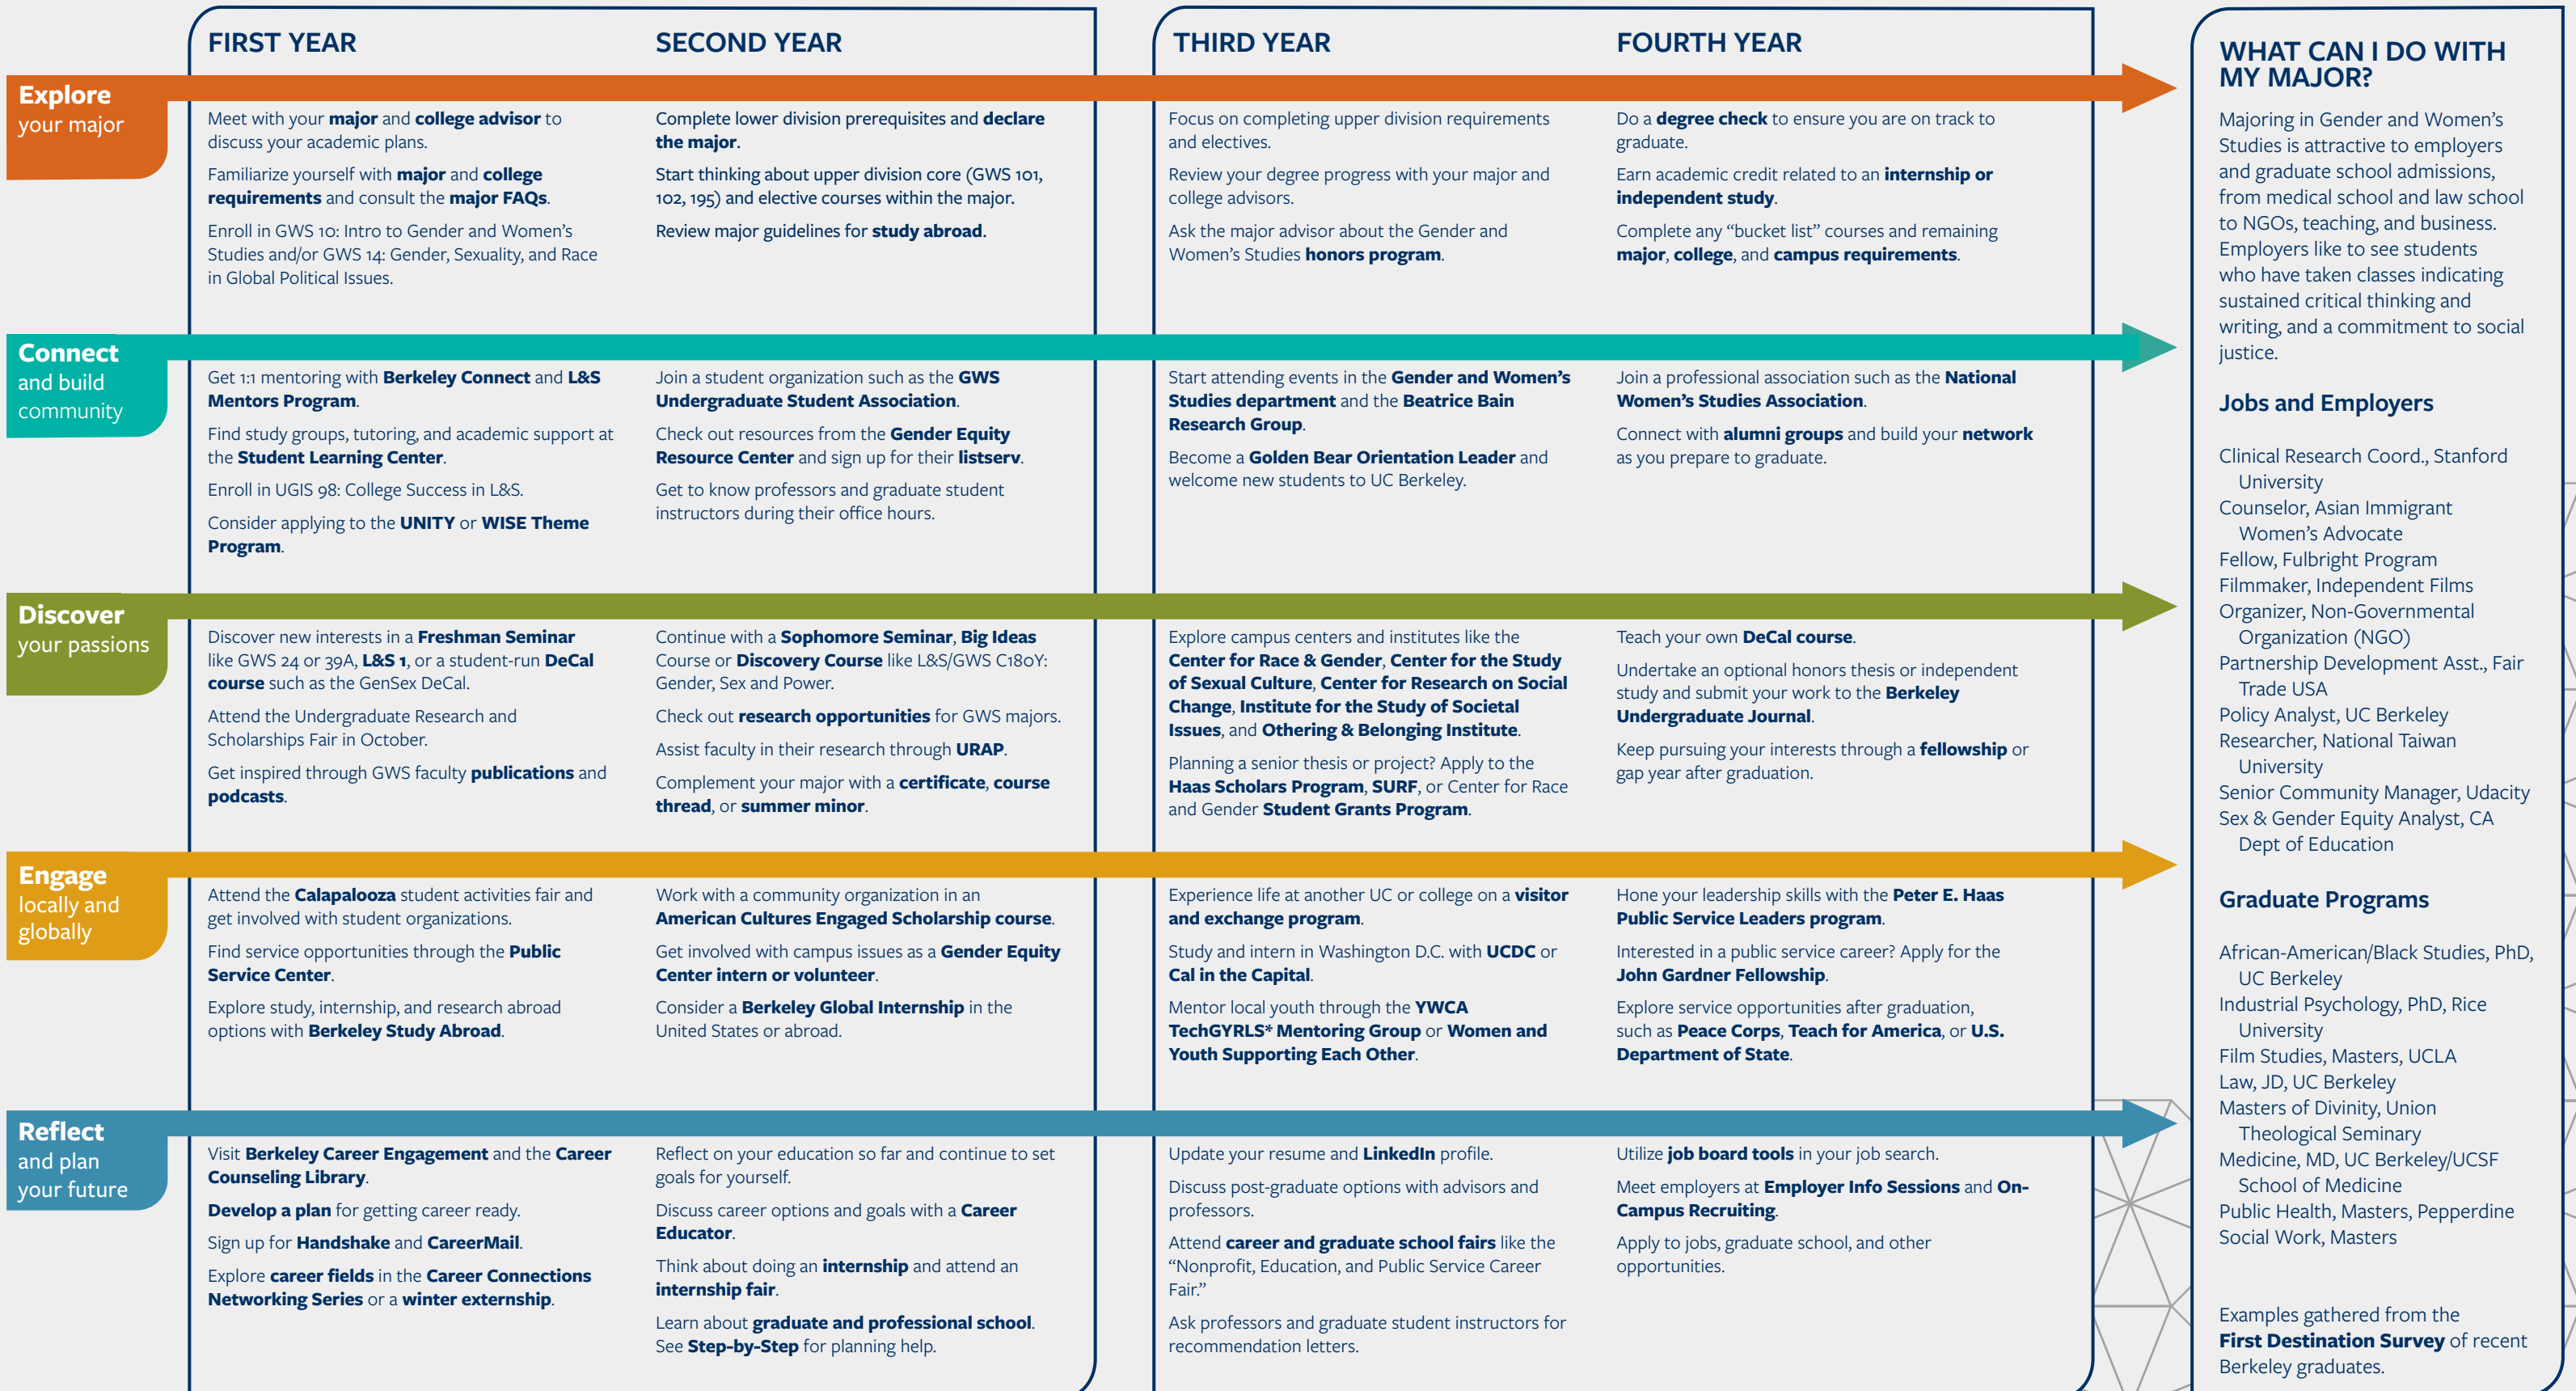 FIRST YEAR
SECOND YEAR
THIRD YEAR
FOURTH YEAR
Explore
your major
Meet with your major and college advisor to
discuss your academic plans.
Familiarize yourself with major and college
requirements and consult the major FAQs.
Enroll in GWS 10: Intro to Gender and Women's
Studies and/or GWS 14: Gender, Sexuality, and Race
in Global Political Issues.
Complete lower division prerequisites and declare
the major.
Start thinking about upper division core (GWS 101,
102, 195) and elective courses within the major.
Review major guidelines for study abroad.
Focus on completing upper division requirements
and electives.
Review your degree progress with your major and
college advisors.
Ask the major advisor about the Gender and
Women's Studies honors program.
Do a degree check to ensure you are on track to
graduate.
Earn academic credit related to an internship or
independent study.
Complete any “bucket list” courses and remaining
major, college, and campus requirements.
Connect
and build
community
Get 1:1 mentoring with Berkeley Connect and L&S
Mentors Program.
Find study groups, tutoring, and academic support at
the Student Learning Center.
Enroll in UGIS 98: College Success in L&S.
Consider applying to the UNITY or WISE Theme
Program.
Join a student organization such as the GWS
Undergraduate Student Association.
Check out resources from the Gender Equity
Resource Center and sign up for their listserv.
Get to know professors and graduate student
instructors during their office hours.
Start attending events in the Gender and Women's
Studies department and the Beatrice Bain
Research Group.
Become a Golden Bear Orientation Leader and
welcome new students to UC Berkeley.
Join a professional association such as the National
Women's Studies Association.
Connect with alumni groups and build your network
as you prepare to graduate.
Discover
your passions
Discover new interests in a Freshman Seminar
like GWS 24 or 39A, L&S 1, or a student-run DeCal
course such as the GenSex DeCal.
Attend the Undergraduate Research and
Scholarships Fair in October.
Get inspired through GWS faculty publications and
podcasts.
Continue with a Sophomore Seminar, Big Ideas
Course or Discovery Course like L&S/GWS C180Y:
Gender, Sex and Power.
Check out research opportunities for GWS majors.
Assist faculty in their research through URAP.
Complement your major with a certificate, course
thread, or summer minor.
Explore campus centers and institutes like the
Center for Race & Gender, Center for the Study
of Sexual Culture, Center for Research on Social
Change, Institute for the Study of Societal
Issues, and Othering & Belonging Institute.
Planning a senior thesis or project? Apply to the
Haas Scholars Program, SURF, or Center for Race
and Gender Student Grants Program.
Teach your own DeCal course.
Undertake an optional honors thesis or independent
study and submit your work to the Berkeley
Undergraduate Journal.
Keep pursuing your interests through a fellowship or
gap year after graduation.
Engage
locally and
globally
Attend the Calapalooza student activities fair and
get involved with student organizations.
Find service opportunities through the Public
Service Center.
Explore study, internship, and research abroad
options with Berkeley Study Abroad.
Work with a community organization in an
American Cultures Engaged Scholarship course.
Get involved with campus issues as a Gender Equity
Center intern or volunteer.
Consider a Berkeley Global Internship in the
United States or abroad.
Experience life at another UC or college on a visitor
and exchange program.
Study and intern in Washington D.C. with UCDC or
Cal in the Capital.
Mentor local youth through the YWCA
TechGYRLS* Mentoring Group or Women and
Youth Supporting Each Other.
Hone your leadership skills with the Peter E. Haas
Public Service Leaders program.
Interested in a public service career? Apply for the
John Gardner Fellowship.
Explore service opportunities after graduation,
such as Peace Corps, Teach for America, or U.S.
Department of State.
Reflect
and plan
your future
Visit Berkeley Career Engagement and the Career
Counseling Library.
Develop a plan for getting career ready.
Sign up for Handshake and CareerMail.
Explore career fields in the Career Connections
Networking Series or a winter externship.
Reflect on your education so far and continue to set
goals for yourself.
Discuss career options and goals with a Career
Educator.
Think about doing an internship and attend an
internship fair.
Learn about graduate and professional school.
See Step-by-Step for planning help.
Update your resume and LinkedIn profile.
Discuss post-graduate options with advisors and
professors.
Attend career and graduate school fairs like the
“Nonprofit, Education, and Public Service Career
Fair.”
Ask professors and graduate student instructors for
recommendation letters.
Utilize job board tools in your job search.
Meet employers at Employer Info Sessions and On-
Campus Recruiting.
Apply to jobs, graduate school, and other
opportunities.
WHAT CAN I DO WITH
MY MAJOR?
Majoring in Gender and Women's
Studies is attractive to employers
and graduate school admissions,
from medical school and law school
to NGOs, teaching, and business.
Employers like to see students
who have taken classes indicating
sustained critical thinking and
writing, and a commitment to social
justice.
Jobs and Employers
Clinical Research Coord., Stanford
University
Counselor, Asian Immigrant
Women's Advocate
Fellow, Fulbright Program
Filmmaker, Independent Films
Organizer, Non-Governmental
Organization (NGO)
Partnership Development Asst., Fair
Trade USA
Policy Analyst, UC Berkeley
Researcher, National Taiwan
University
Senior Community Manager, Udacity
Sex & Gender Equity Analyst, CA
Dept of Education
Graduate Programs
African-American/Black Studies, PhD,
UC Berkeley
Industrial Psychology, PhD, Rice
University
Film Studies, Masters, UCLA
Law, JD, UC Berkeley
Masters of Divinity, Union
Theological Seminary
Medicine, MD, UC Berkeley/UCSF
School of Medicine
Public Health, Masters, Pepperdine
Social Work, Masters
Examples gathered from the
First Destination Survey of recent
Berkeley graduates.